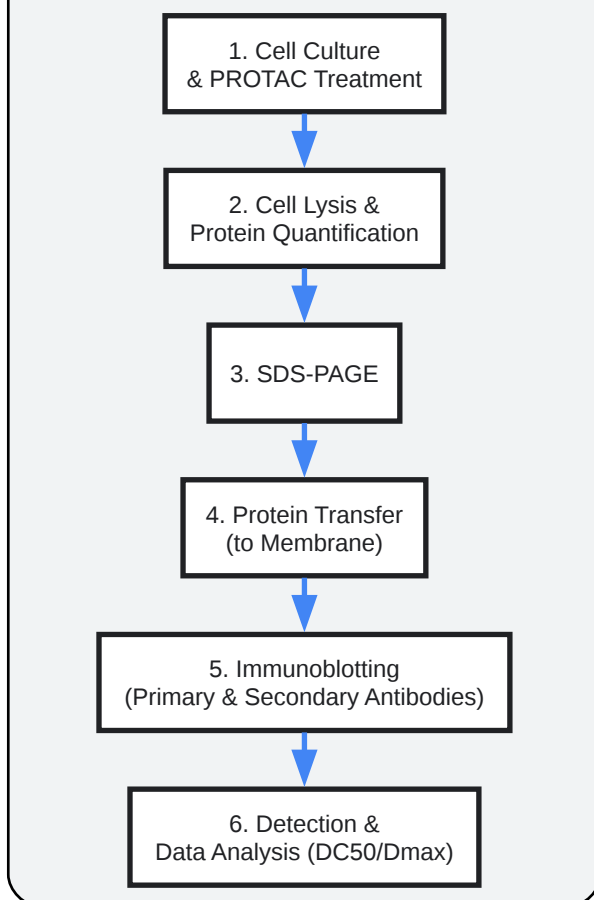 1. Cell Culture
& PROTAC Treatment
2. Cell Lysis &
Protein Quantification
3. SDS-PAGE
4. Protein Transfer
(to Membrane)
5. Immunoblotting
(Primary & Secondary Antibodies)
6. Detection &
Data Analysis (DC50/Dmax)